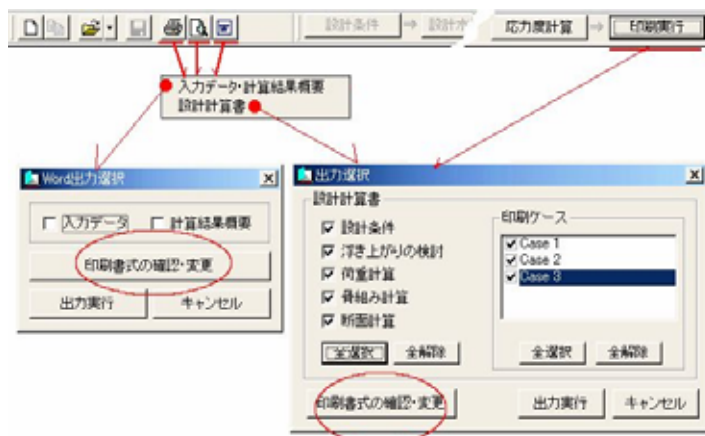 設計条件 ⇒ 設計 応力度計算 ⇒ 印刷実行
入力データ・計算結果概要
設計計算書
Word出力選択
入力データ 計算結果概要
印刷書式の確認・変更
出力実行 キャンセル
出力選択
設計計算書
設計条件
浮き上がりの検討
荷重計算
骨組み計算
断面計算
全選択 全解除
印刷ケース
Case 1
Case 2
Case 3
全選択 全解除
印刷書式の確認・変更 出力実行 キャンセル